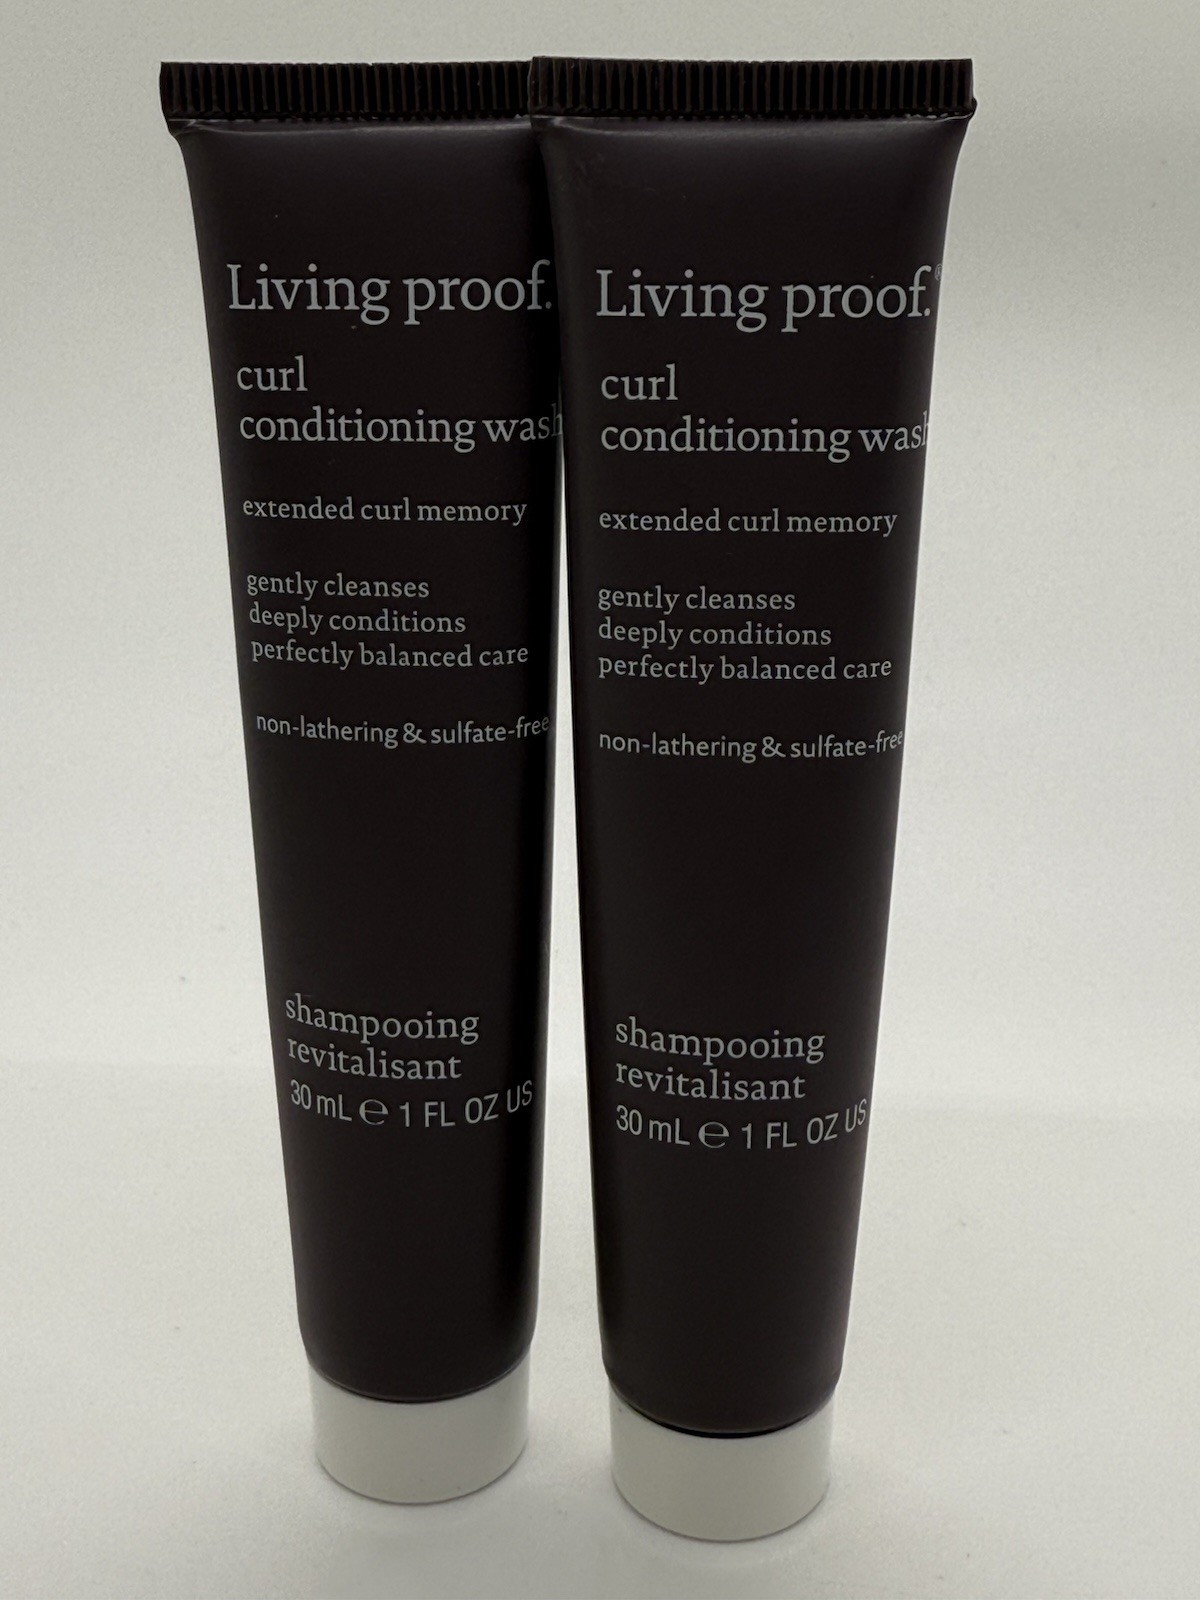 Living proof.
curl
conditioning wash
extended curl memory
gently cleanses
deeply conditions
perfectly balanced care
non-lathering & sulfate-free
shampooing
revitalisant
30 mL ℮ 1 FL OZ US
Living proof.®
curl
conditioning wash
extended curl memory
gently cleanses
deeply conditions
perfectly balanced care
non-lathering & sulfate-free
shampooing
revitalisant
30 mL ℮ 1 FL OZ US